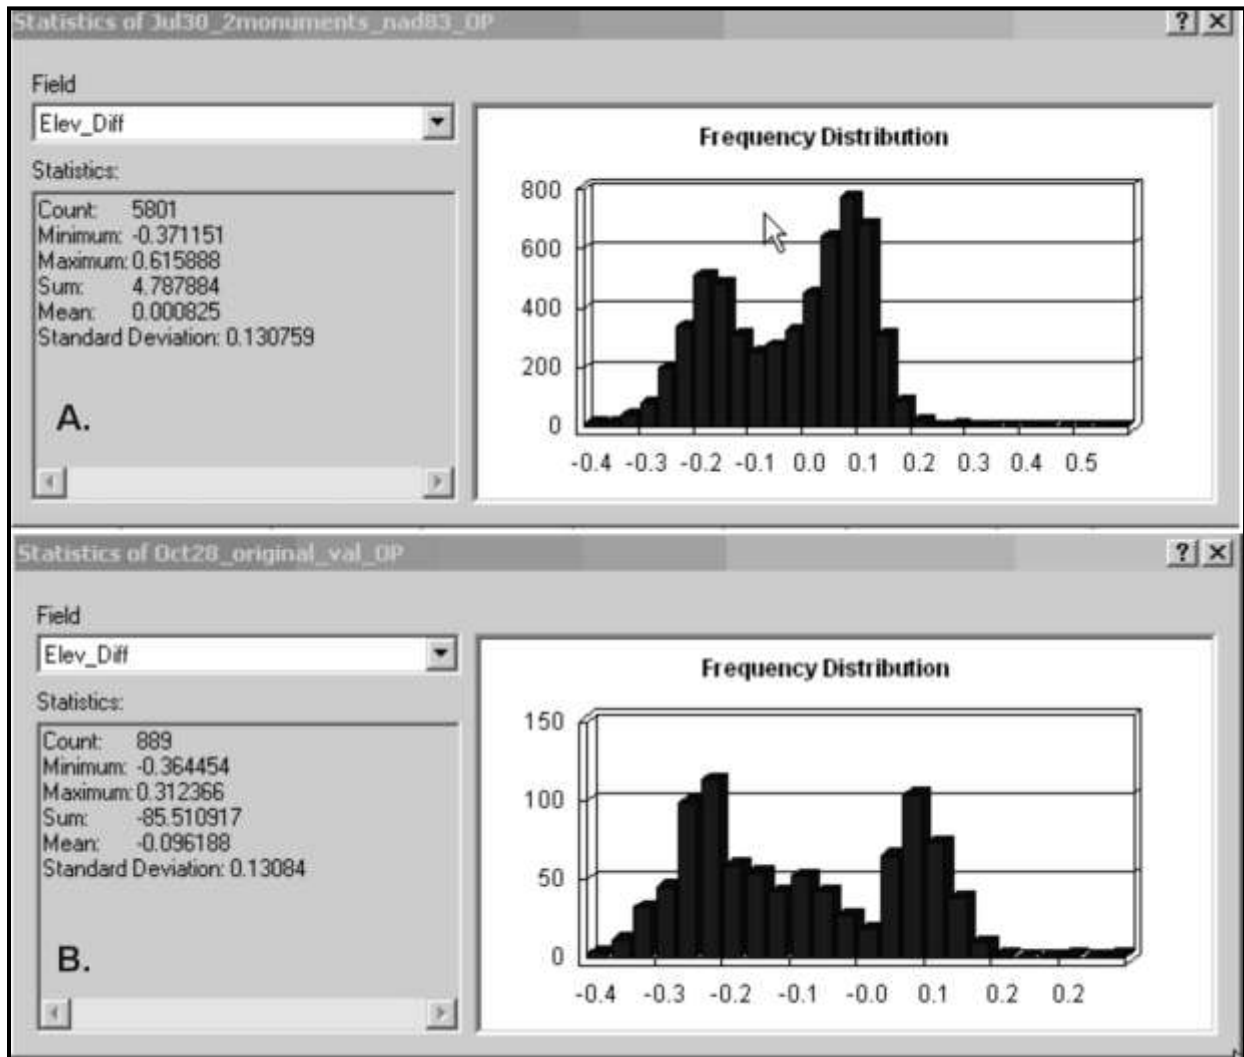 Statistics of Jul30_2monuments_nad83_OP
? X
Field
Elev_Diff
Statistics:
Count: 5801
Minimum: -0.371151
Maximum: 0.615888
Sum: 4.787884
Mean: 0.000825
Standard Deviation: 0.130759
A.
Frequency Distribution
800
600
400
200
0
-0.4 -0.3 -0.2 -0.1 0.0 0.1 0.2 0.3 0.4 0.5
Statistics of Oct28_original_val_OP
? X
Field
Elev_Diff
Statistics:
Count: 889
Minimum: -0.364454
Maximum: 0.312366
Sum: -85.510917
Mean: -0.096188
Standard Deviation: 0.13084
B.
Frequency Distribution
150
100
50
0
-0.4 -0.3 -0.2 -0.1 -0.0 0.1 0.2 0.2